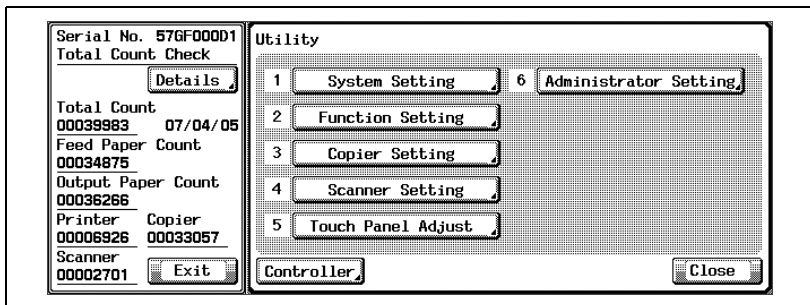 Serial No. 57GF000D1
Total Count Check
Details
Total Count
00039983 07/04/05
Feed Paper Count
00034875
Output Paper Count
00036266
Printer Copier
00006926 00033057
Scanner
00002701 Exit
Utility
1 System Setting 6 Administrator Setting
2 Function Setting
3 Copier Setting
4 Scanner Setting
5 Touch Panel Adjust
Controller Close